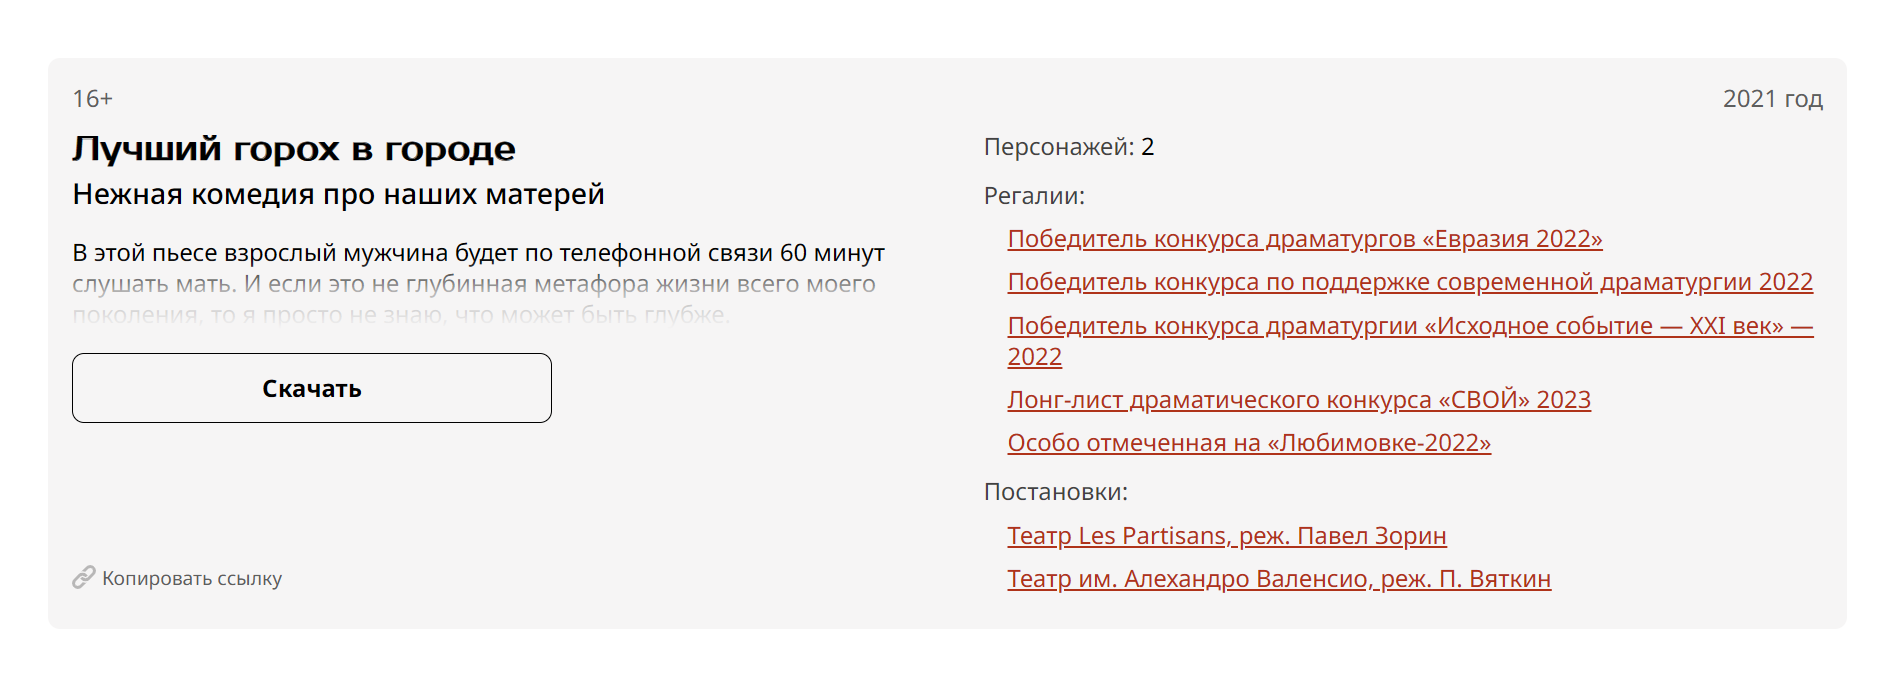 16+
2021 год
Лучший горох в городе
Нежная комедия про наших матерей
В этой пьесе взрослый мужчина будет по телефонной связи 60 минут
слушать мать. И если это не глубинная метафора жизни всего моего
поколения, то я просто не знаю, что может быть глубже.
Скачать
Копировать ссылку
Персонажей: 2
Регалии:
Победитель конкурса драматургов «Евразия 2022»
Победитель конкурса по поддержке современной драматургии 2022
Победитель конкурса драматургии «Исходное событие — XXI век» —
2022
Лонг-лист драматического конкурса «СВОЙ» 2023
Особо отмеченная на «Любимовке-2022»
Постановки:
Театр Les Partisans, реж. Павел Зорин
Театр им. Алехандро Валенсио, реж. П. Вяткин